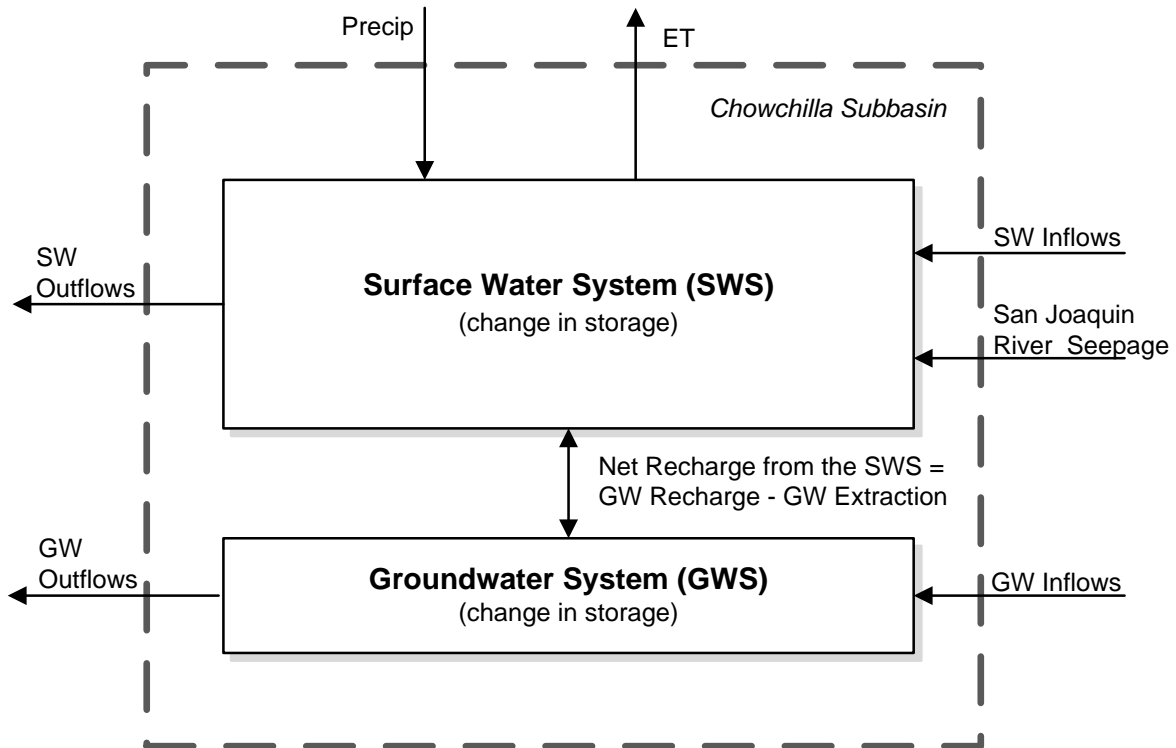 Precip
ET
Chowchilla Subbasin
SW
Outflows
Surface Water System (SWS)
(change in storage)
SW Inflows
San Joaquin
River Seepage
Net Recharge from the SWS =
GW Recharge - GW Extraction
GW
Outflows
Groundwater System (GWS)
(change in storage)
GW Inflows